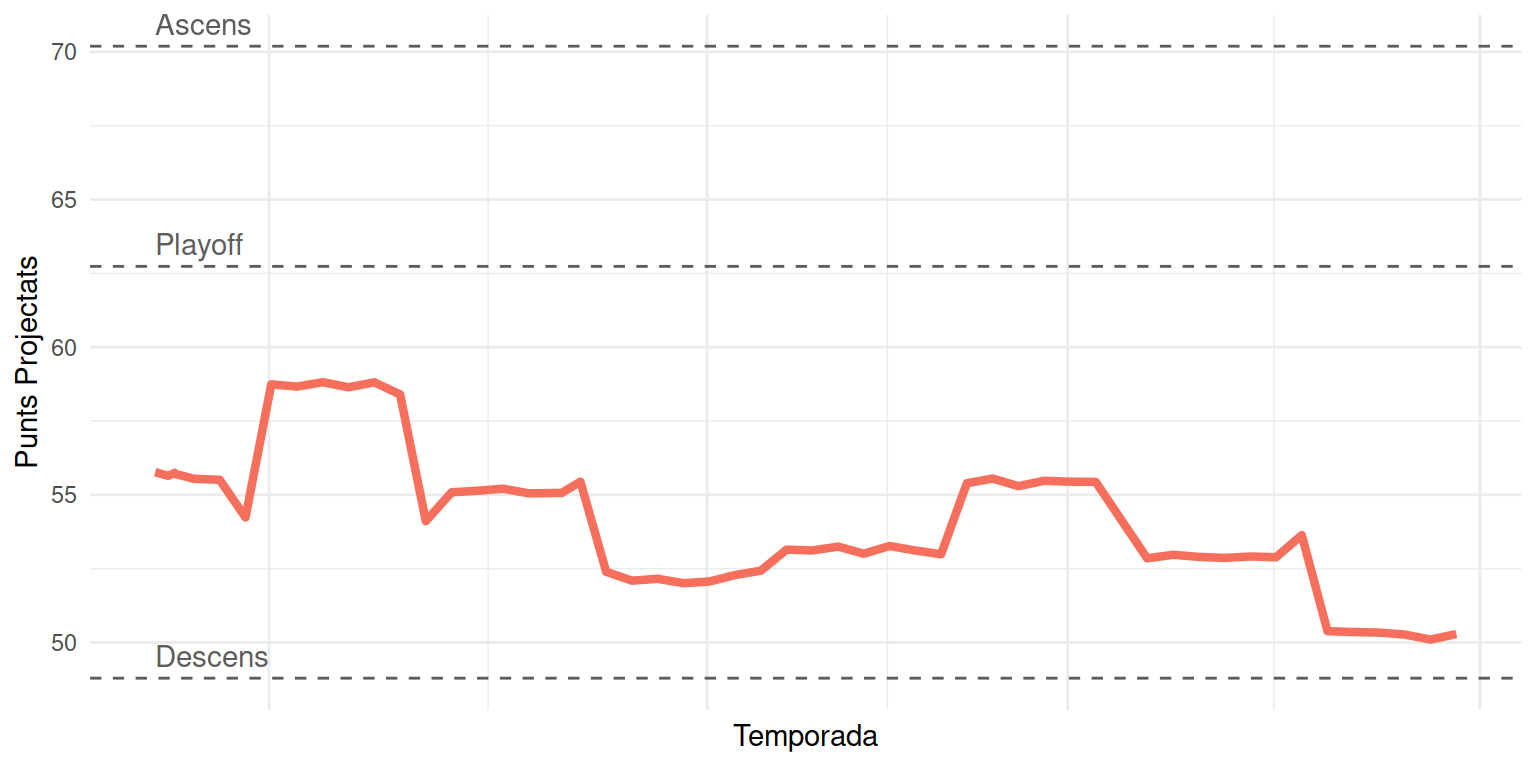 Ascens
70
65
Playoff
60
55
50
Descens
Punts Projectats
Temporada